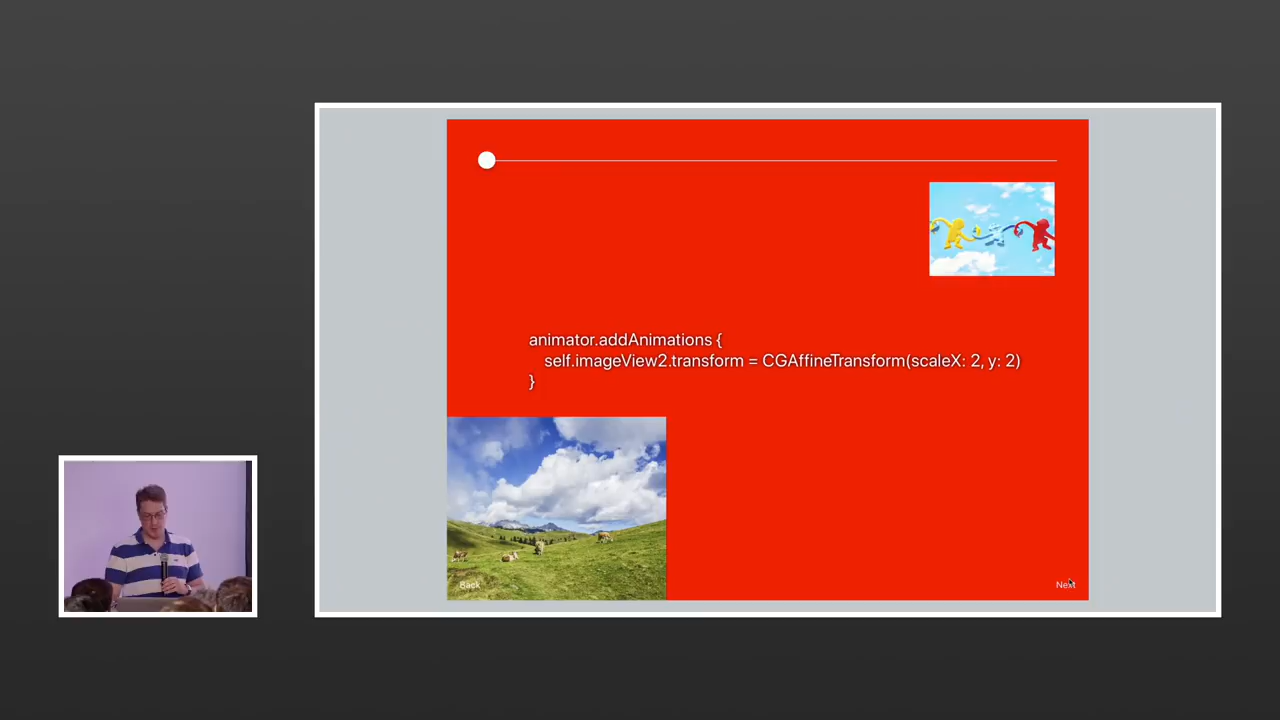 animator.addAnimations {
self.imageView2.transform = CGAffineTransform(scaleX: 2, y: 2)
}
Back
Next